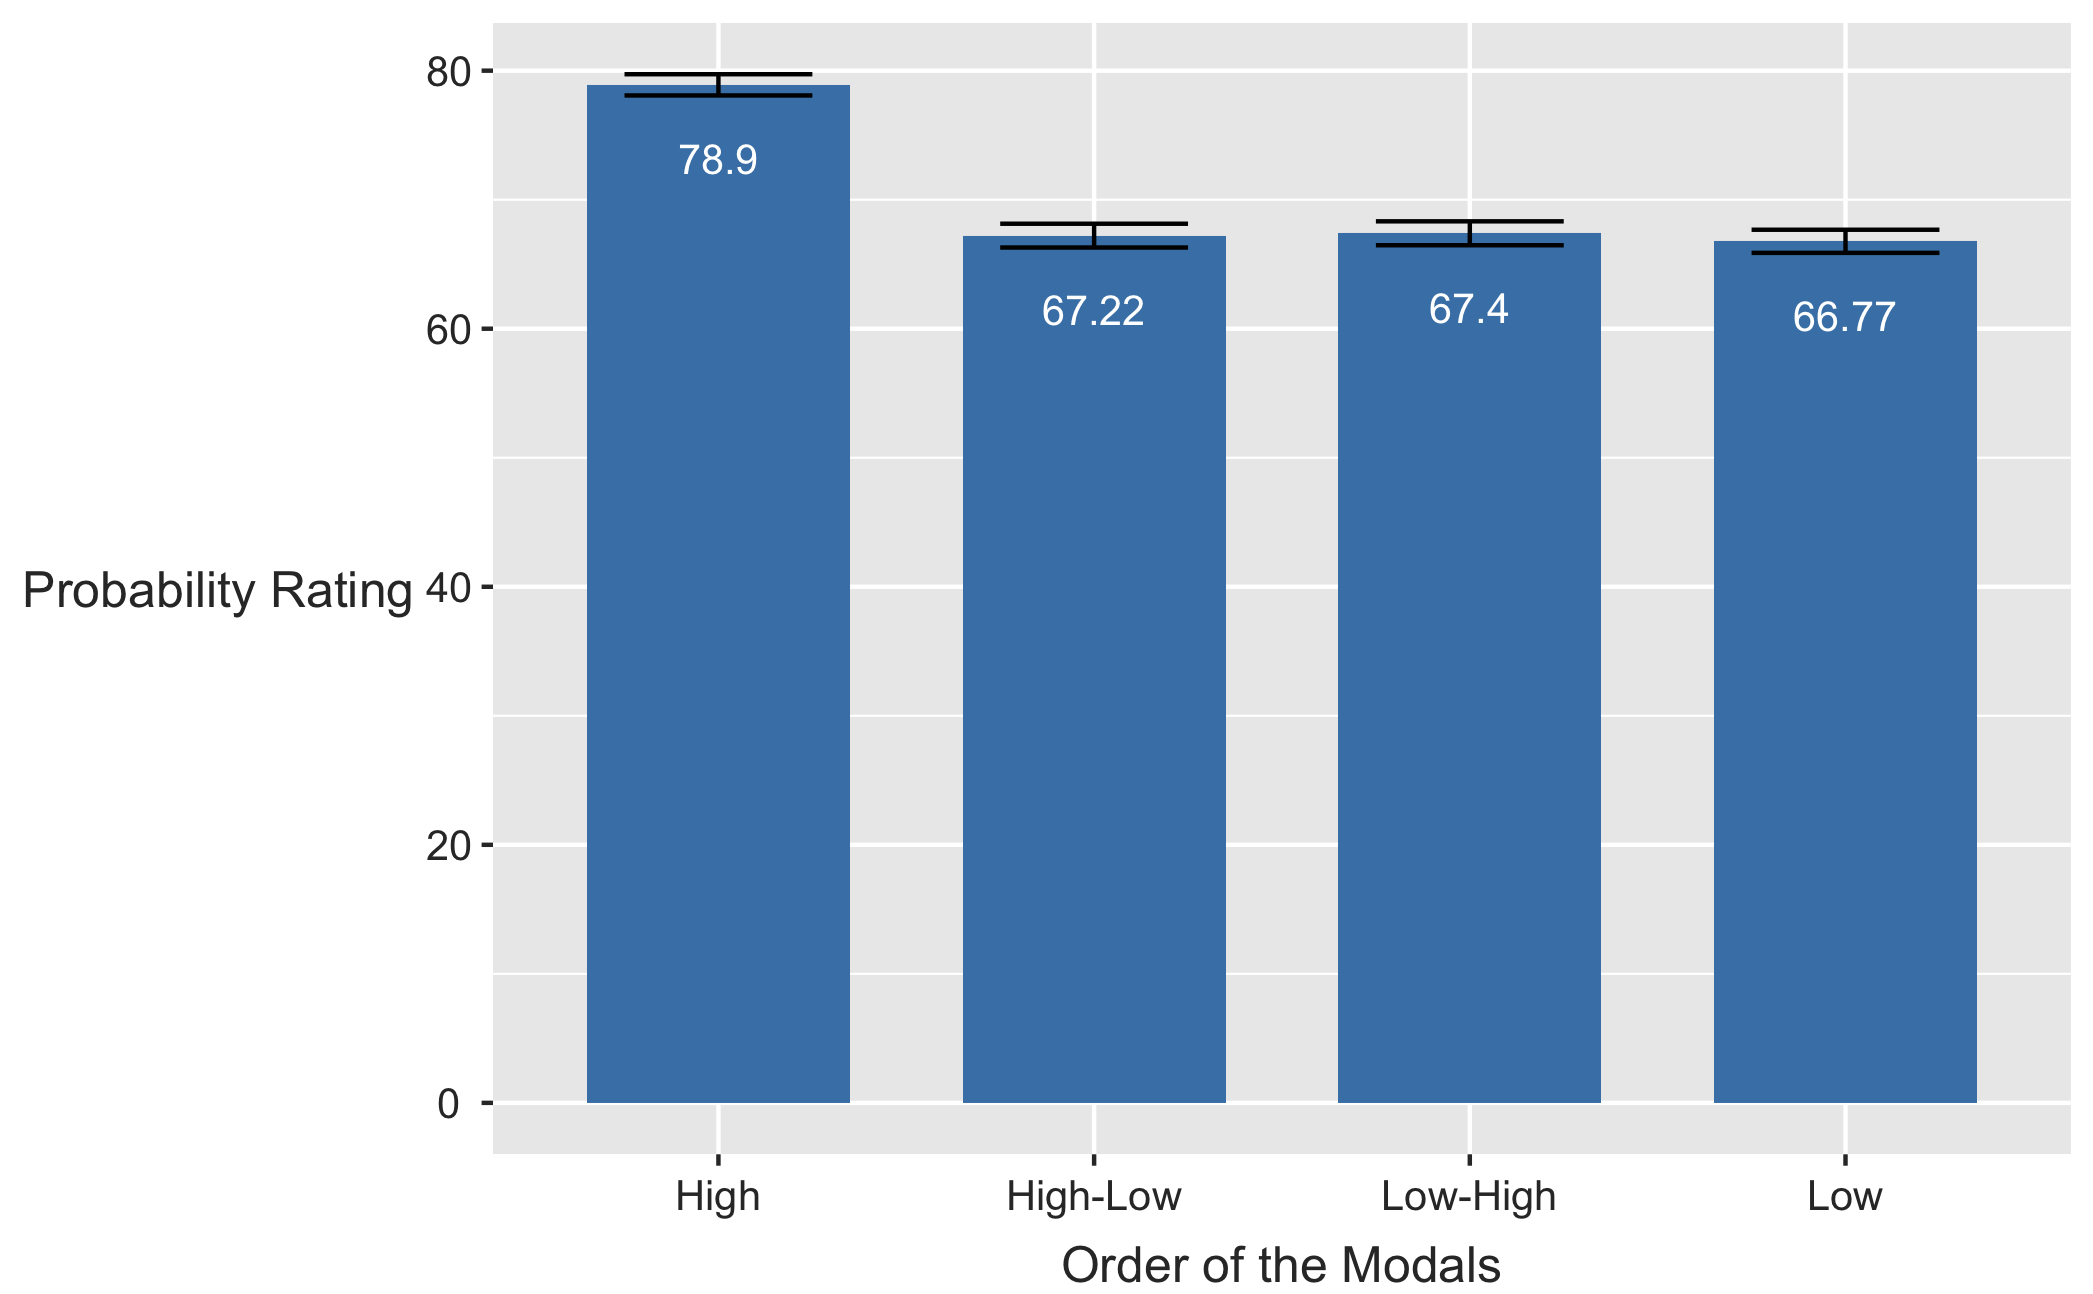 80
78.9
67.22
67.4
66.77
60
Probability Rating
40
20
0
High
High-Low
Low-High
Low
Order of the Modals